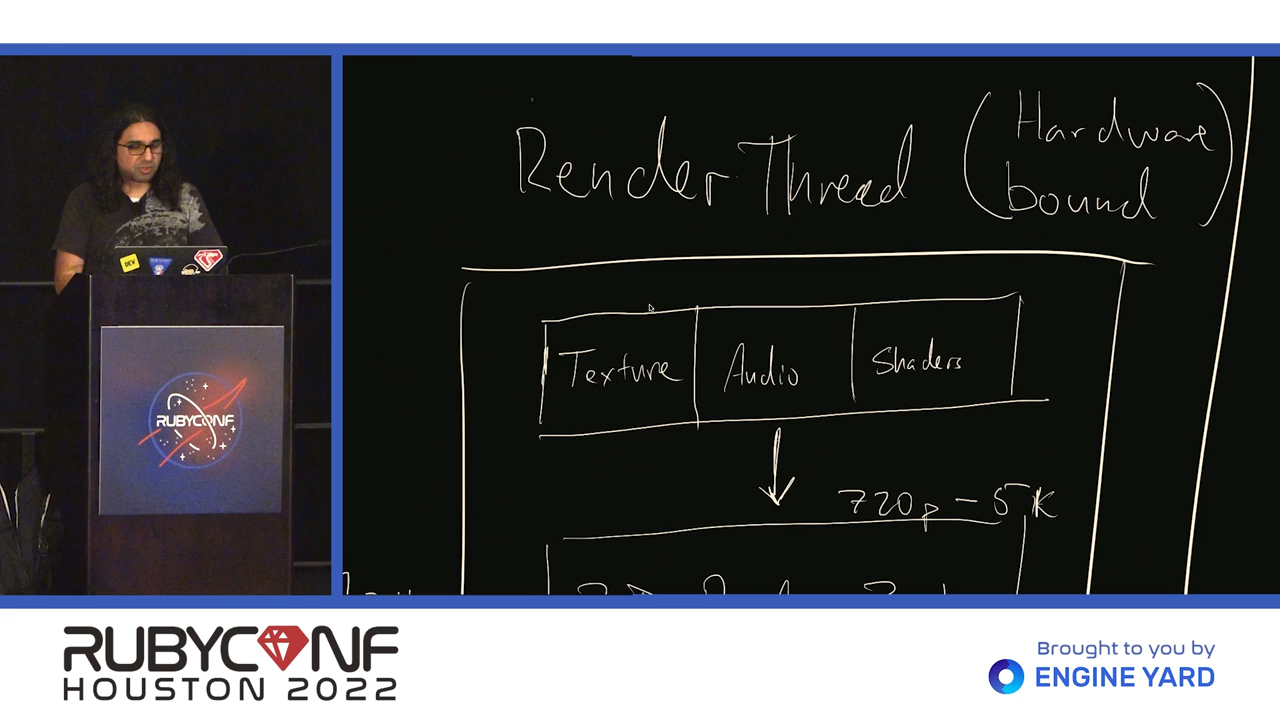 Render Thread (Hardware bound)
Texture Audio Shaders
720p - 5K
DEV
RUBYCONF
RUBYCONF
HOUSTON 2022
Brought to you by
ENGINE YARD